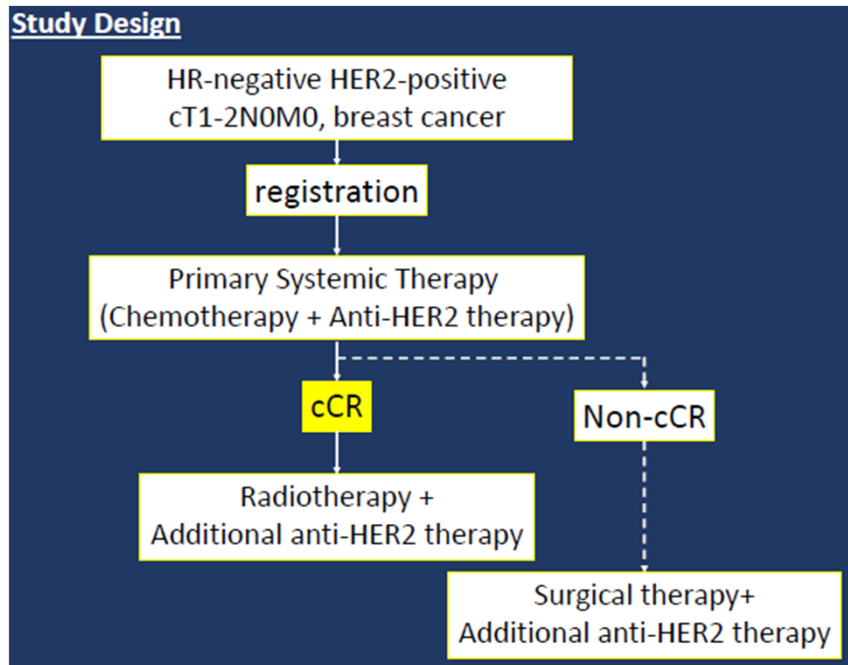 Study Design
HR-negative HER2-positive
cT1-2N0M0, breast cancer
registration
Primary Systemic Therapy
(Chemotherapy + Anti-HER2 therapy)
cCR
Non-cCR
Radiotherapy +
Additional anti-HER2 therapy
Surgical therapy+
Additional anti-HER2 therapy